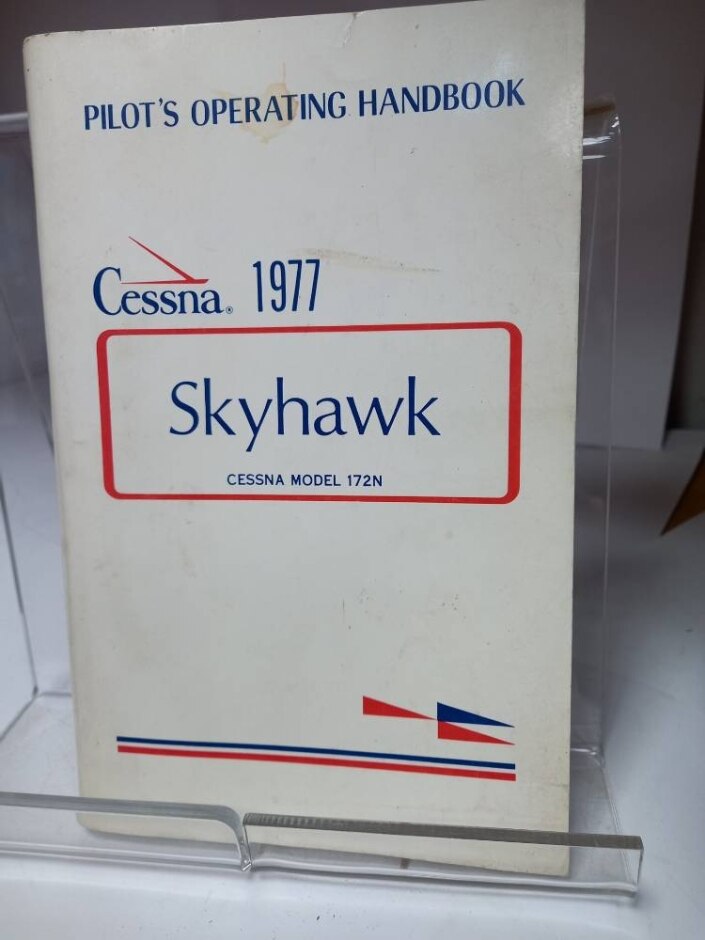 PILOT'S OPERATING HANDBOOK
Cessna® 1977
Skyhawk
CESSNA MODEL 172N